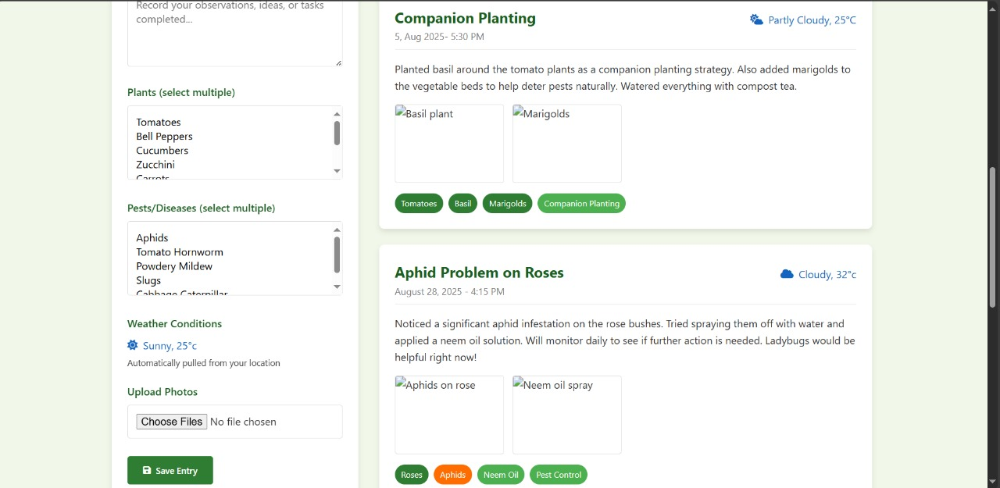 Record your observations, ideas, or tasks
completed...
Plants (select multiple)
Tomatoes
Bell Peppers
Cucumbers
Zucchini
Carrots
Pests/Diseases (select multiple)
Aphids
Tomato Hornworm
Powdery Mildew
Slugs
Cabbage Caterpillar
Weather Conditions
Sunny, 25°c
Automatically pulled from your location
Upload Photos
Choose Files No file chosen
Save Entry
Companion Planting
Partly Cloudy, 25°C
5, Aug 2025- 5:30 PM
Planted basil around the tomato plants as a companion planting strategy. Also added marigolds to
the vegetable beds to help deter pests naturally. Watered everything with compost tea.
Basil plant
Marigolds
Tomatoes
Basil
Marigolds
Companion Planting
Aphid Problem on Roses
Cloudy, 32°c
August 28, 2025 - 4:15 PM
Noticed a significant aphid infestation on the rose bushes. Tried spraying them off with water and
applied a neem oil solution. Will monitor daily to see if further action is needed. Ladybugs would be
helpful right now!
Aphids on rose
Neem oil spray
Roses
Aphids
Neem Oil
Pest Control